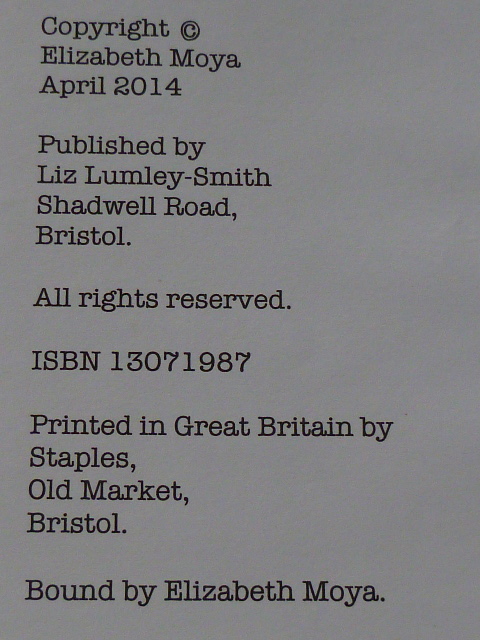 Copyright ©
Elizabeth Moya
April 2014
Published by
Liz Lumley-Smith
Shadwell Road,
Bristol.
All rights reserved.
ISBN 13071987
Printed in Great Britain by
Staples,
Old Market,
Bristol.
Bound by Elizabeth Moya.